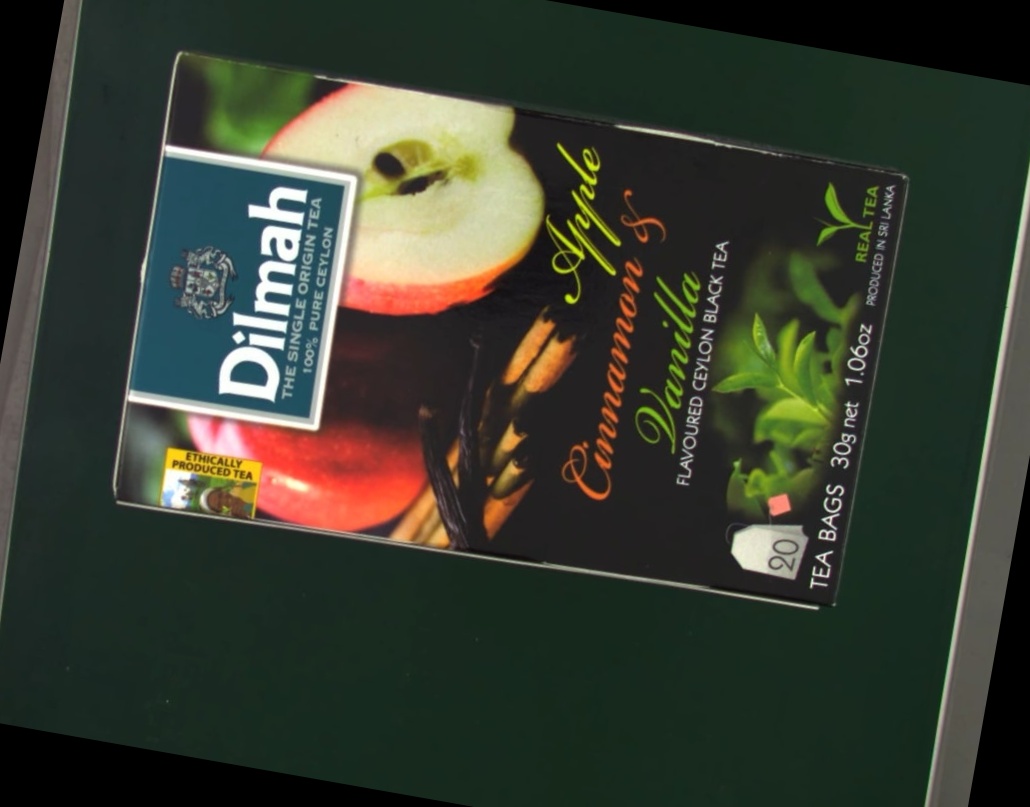 Dilmah
THE SINGLE ORIGIN TEA
100% PURE CEYLON
ETHICALLY
PRODUCED TEA
Apple
Cinnamon &
Vanilla
FLAVOURED CEYLON BLACK TEA
20
TEA BAGS 30g net 1.06oz
REAL TEA
PRODUCED IN SRI LANKA